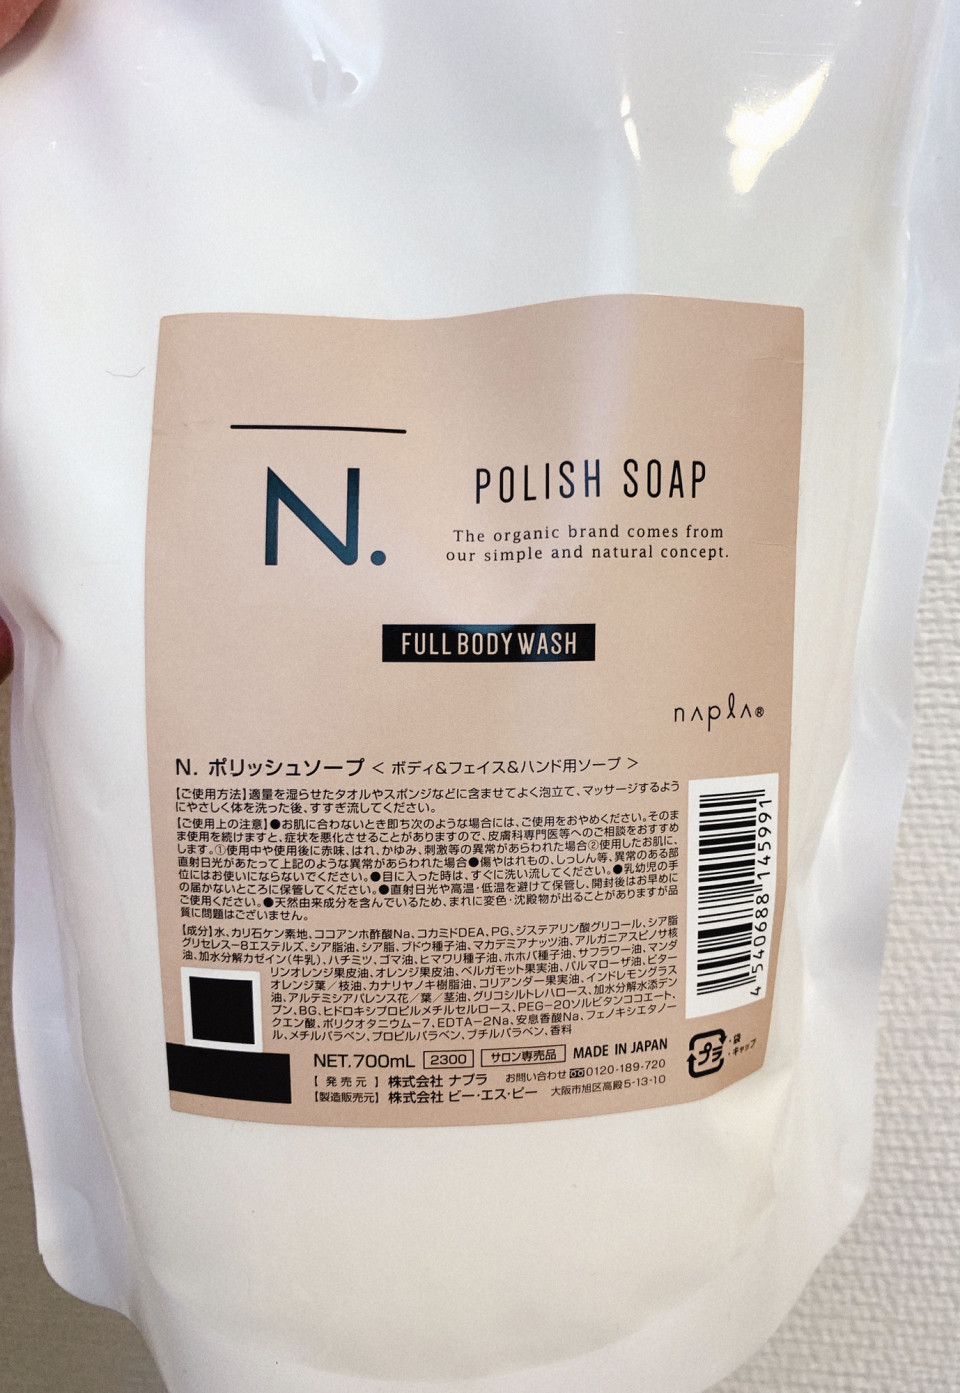 N.
POLISH SOAP
The organic brand comes from
our simple and natural concept.
FULL BODY WASH
napla®
N. ポリッシュソープ < ボディ&フェイス&ハンド用ソープ >
【ご使用方法】適量を湿らせたタオルやスポンジなどに含ませてよく泡立て、マッサージするよう
にやさしく体を洗った後、すすぎ流してください。
【ご使用上の注意】●お肌に合わないとき即ち次のような場合には、ご使用をおやめください。そのま
ま使用を続けますと、症状を悪化させることがありますので、皮膚科専門医等へのご相談をおすすめ
します。①使用中や使用後に赤味、はれ、かゆみ、刺激等の異常があらわれた場合②使用したお肌に、
直射日光があたって上記のような異常があらわれた場合●傷やはれもの、しっしん等、異常のある部
位にはお使いにならないでください。●目に入った時は、すぐに洗い流してください。●乳幼児の手
の届かないところに保管してください。●直射日光や高温・低温を避けて保管し、開封後はお早めに
ご使用ください。●天然由来成分を含んでいるため、まれに変色・沈殿物が出ることがありますが品
質に問題はございません。
【成分】水、カリ石ケン素地、ココアンホ酢酸Na、コカミドDEA、PG、ジステアリン酸グリコール、シア脂
グリセレス-8エステルズ、シア脂油、シア脂、ブドウ種子油、マカデミアナッツ油、アルガニアスピノサ核
油、加水分解カゼイン(牛乳)、ハチミツ、ゴマ油、ヒマワリ種子油、ホホバ種子油、サフラワー油、マンダ
リンオレンジ果皮油、オレンジ果皮油、ベルガモット果実油、パルマローザ油、ビター
オレンジ葉/枝油、カナリヤノキ樹脂油、コリアンダー果実油、インドレモングラス
油、アルテミシアパレンス花/葉/茎油、グリコシルトレハロース、加水分解水添デン
プン、BG、ヒドロキシプロピルメチルセルロース、PEG-20ソルビタンココエート、
クエン酸、ポリクオタニウム-7、EDTA-2Na、安息香酸Na、フェノキシエタノー
ル、メチルパラベン、プロピルパラベン、ブチルパラベン、香料
NET.700mL 2300 サロン専売品 MADE IN JAPAN
【発売元】株式会社 ナプラ お問い合わせ 0120-189-720
【製造販売元】株式会社 ビー・エス・ピー 大阪市旭区高殿5-13-10
4 540688 145991
プラ
・袋
・キャップ